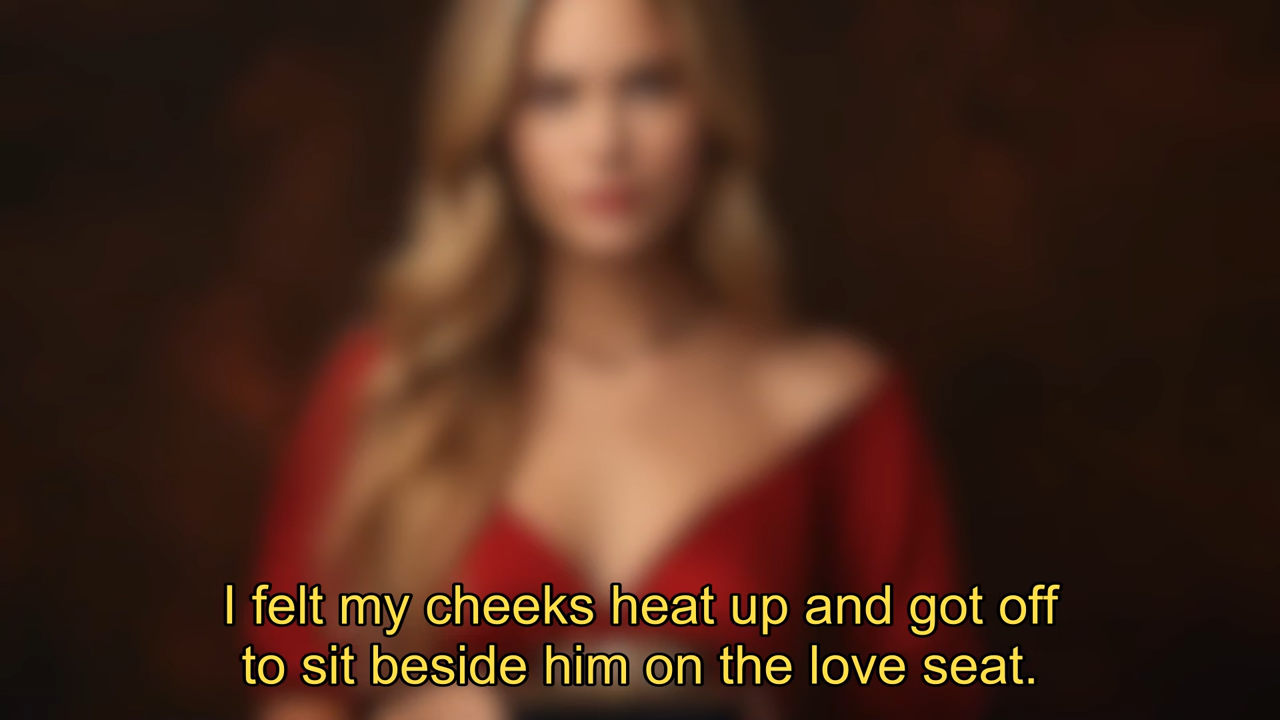 I felt my cheeks heat up and got off
to sit beside him on the love seat.